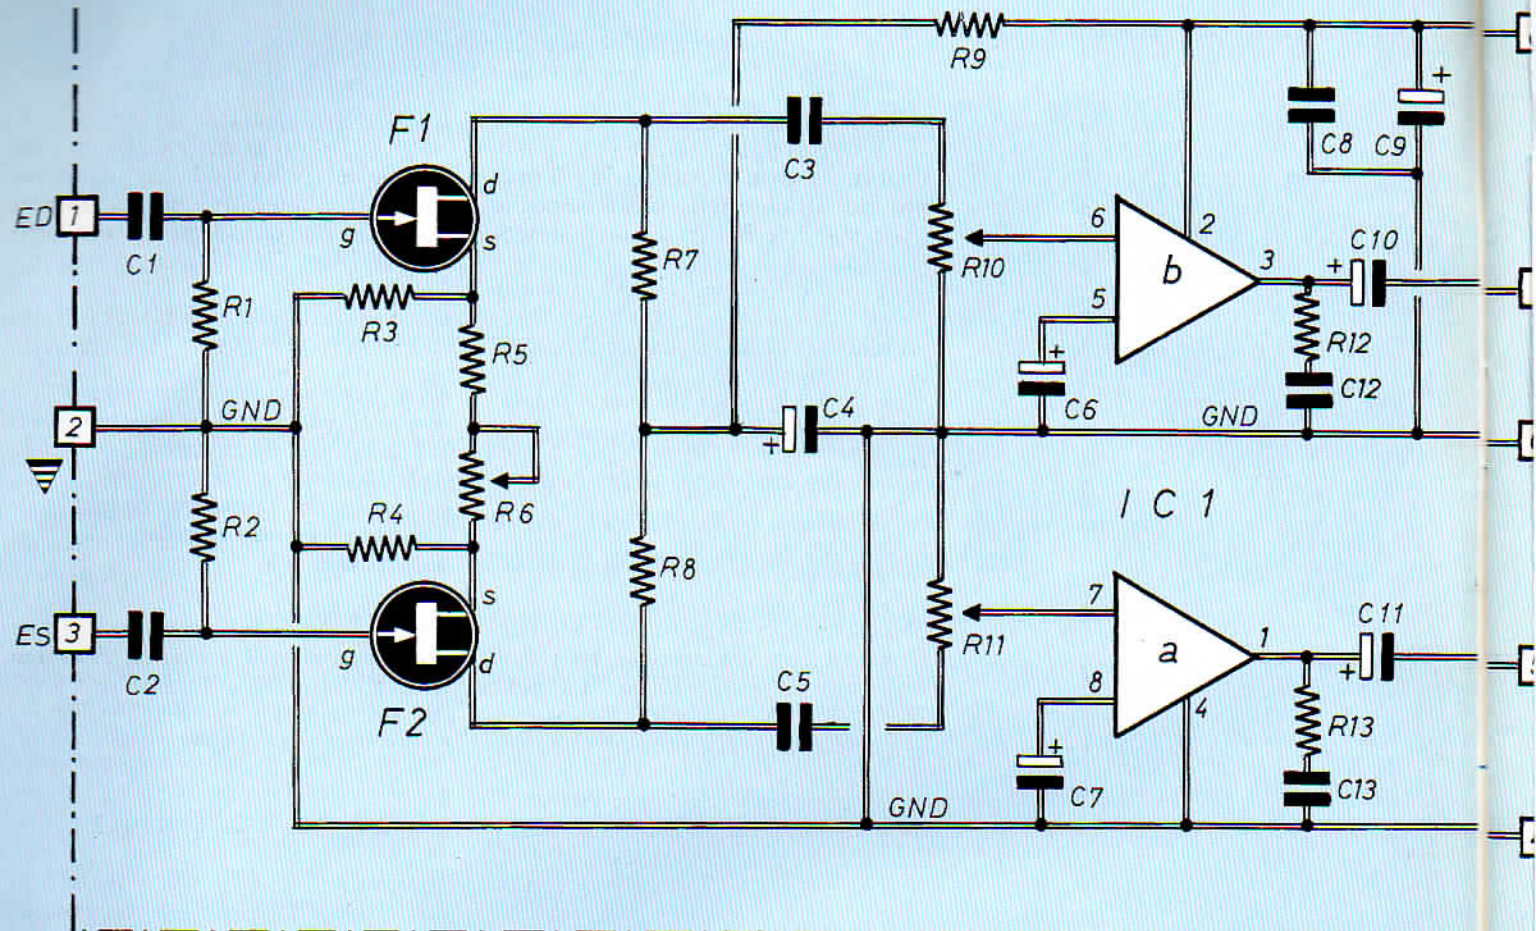 R9
F1
C3
C8
C9
+
d
ED
1
g
s
C1
R1
R3
R5
R7
R10
6
2
b
3
5
C10
+
R12
+
C6
C12
2
GND
C4
+
GND
R2
R4
R6
R8
IC1
ES
3
C2
g
s
d
F2
C5
R11
7
a
1
8
4
C11
+
R13
+
C7
C13
GND